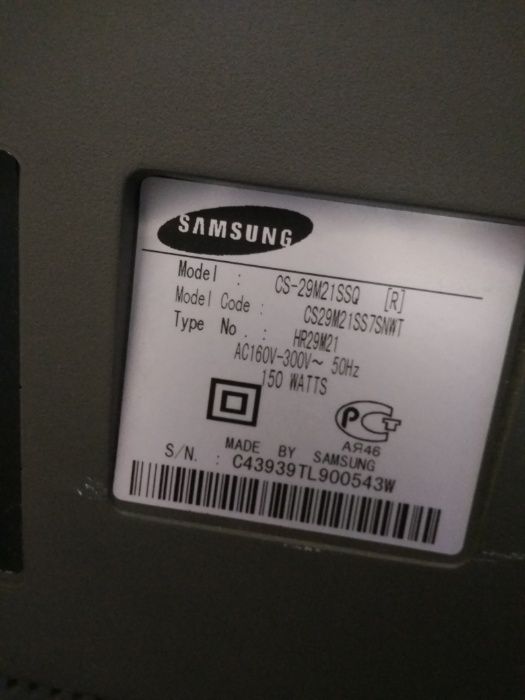 SAMSUNG
Model : CS-29M21SSQ [R]
Model Code : CS29M21SS7SNWT
Type No . : HR29M21
AC160V-300V~ 50Hz
150 WATTS
PCT
АЯ46
MADE BY SAMSUNG
S/N. : C43939TL900543W